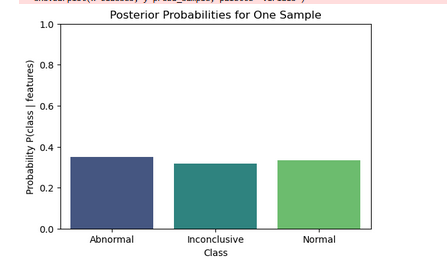 Posterior Probabilities for One Sample
1.0
0.8
0.6
0.4
0.2
0.0
Probability P(class | features)
Abnormal Inconclusive Normal
Class